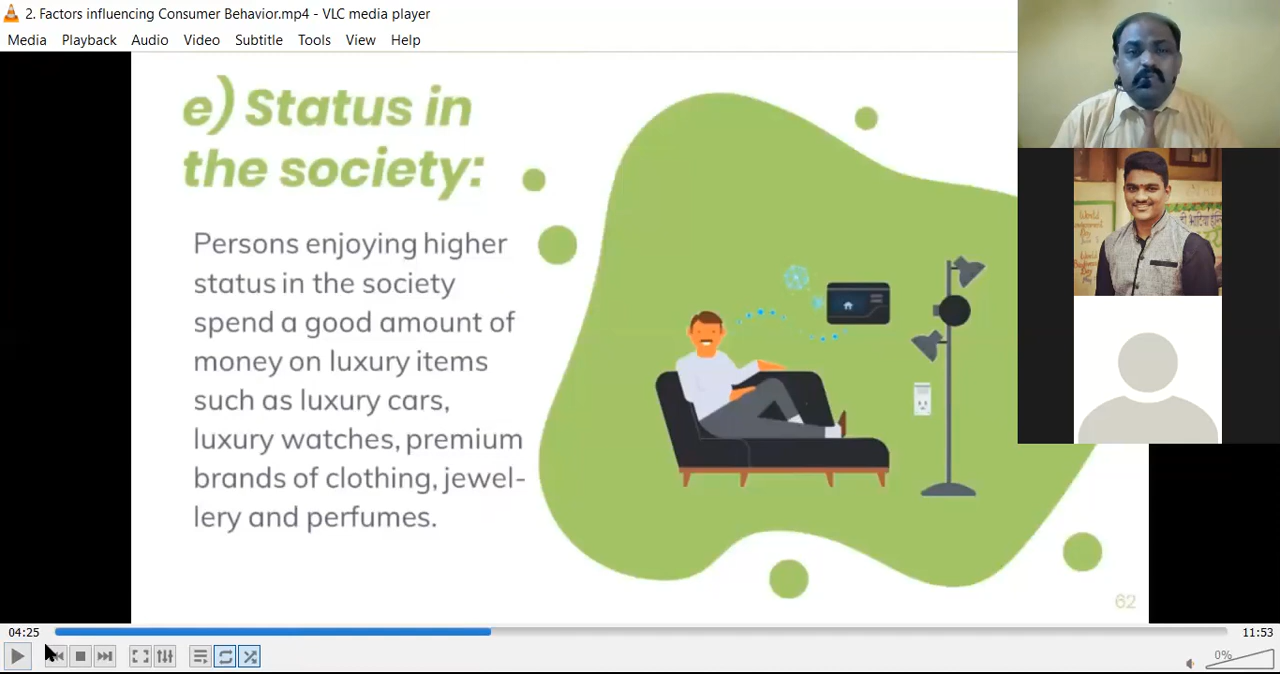 2. Factors influencing Consumer Behavior.mp4 - VLC media player
Media Playback Audio Video Subtitle Tools View Help
e) Status in
the society:
Persons enjoying higher
status in the society
spend a good amount of
money on luxury items
such as luxury cars,
luxury watches, premium
brands of clothing, jewel-
lery and perfumes.
62
04:25
11:53
0%